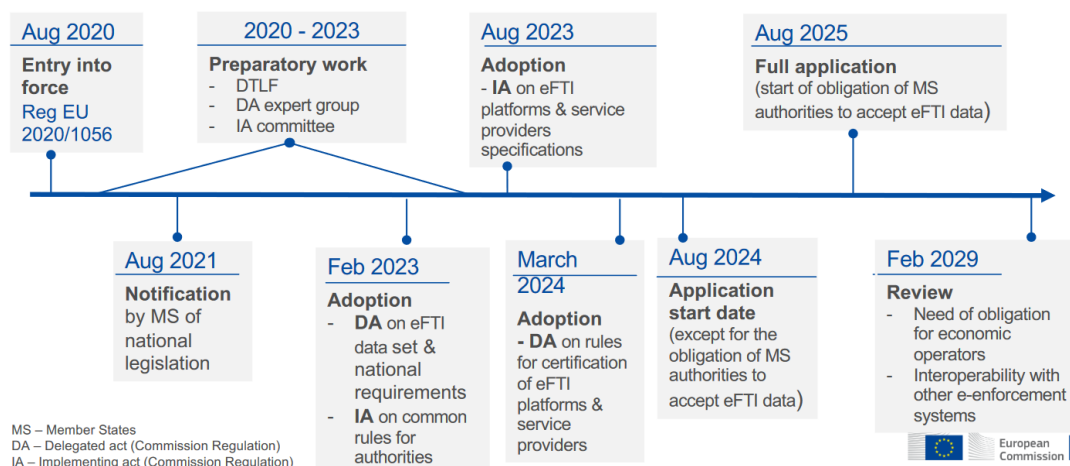 Aug 2020
Entry into
force
Reg EU
2020/1056
2020 - 2023
Preparatory work
- DTLF
- DA expert group
- IA committee
Aug 2023
Adoption
- IA on eFTI
platforms & service
providers
specifications
Aug 2025
Full application
(start of obligation of MS
authorities to accept eFTI data)
Aug 2021
Notification
by MS of
national
legislation
Feb 2023
Adoption
- DA on eFTI
data set &
national
requirements
- IA on common
rules for
authorities
March
2024
Adoption
- DA on rules
for certification
of eFTI
platforms &
service
providers
Aug 2024
Application
start date
(except for the
obligation of MS
authorities to
accept eFTI data)
Feb 2029
Review
- Need of obligation
for economic
operators
- Interoperability with
other e-enforcement
systems
MS – Member States
DA – Delegated act (Commission Regulation)
IA – Implementing act (Commission Regulation)
European
Commission